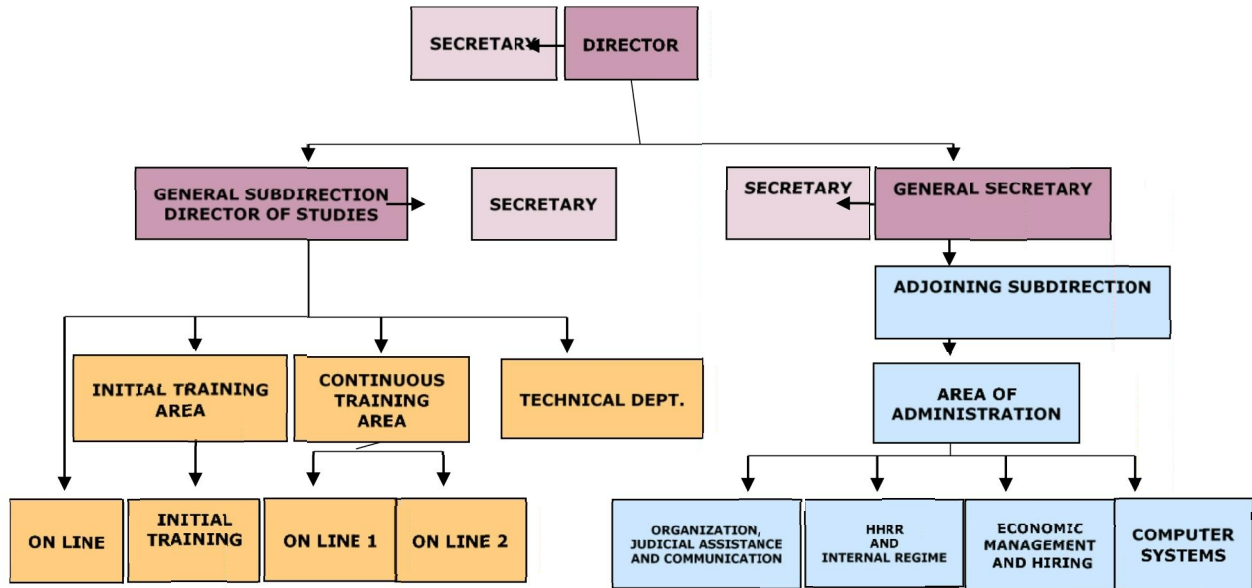 SECRETARY
DIRECTOR
GENERAL SUBDIRECTION
DIRECTOR OF STUDIES
SECRETARY
SECRETARY
GENERAL SECRETARY
ADJOINING SUBDIRECTION
INITIAL TRAINING
AREA
CONTINUOUS
TRAINING
AREA
TECHNICAL DEPT.
AREA OF
ADMINISTRATION
ON LINE
INITIAL
TRAINING
ON LINE 1
ON LINE 2
ORGANIZATION,
JUDICIAL ASSISTANCE
AND COMMUNICATION
HHRR
AND
INTERNAL REGIME
ECONOMIC
MANAGEMENT
AND HIRING
COMPUTER
SYSTEMS